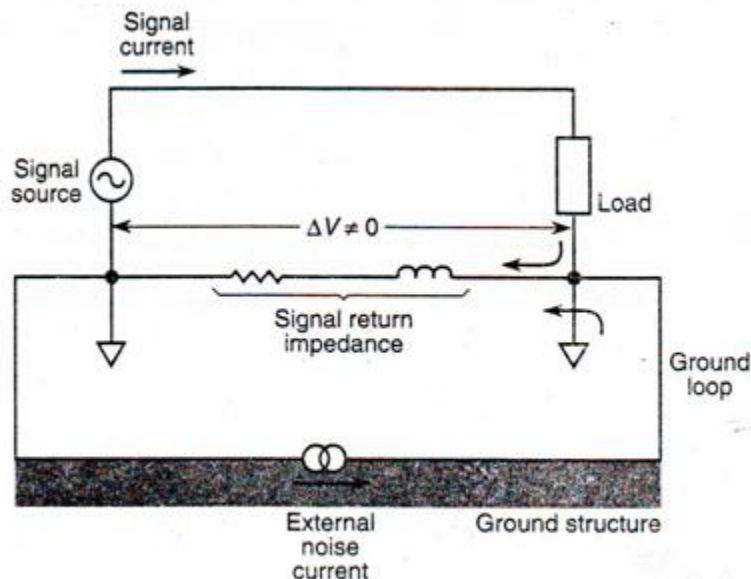 Signal
current
Signal
source
Load
ΔV ≠ 0
Signal return
impedance
Ground
loop
External
noise
current
Ground structure